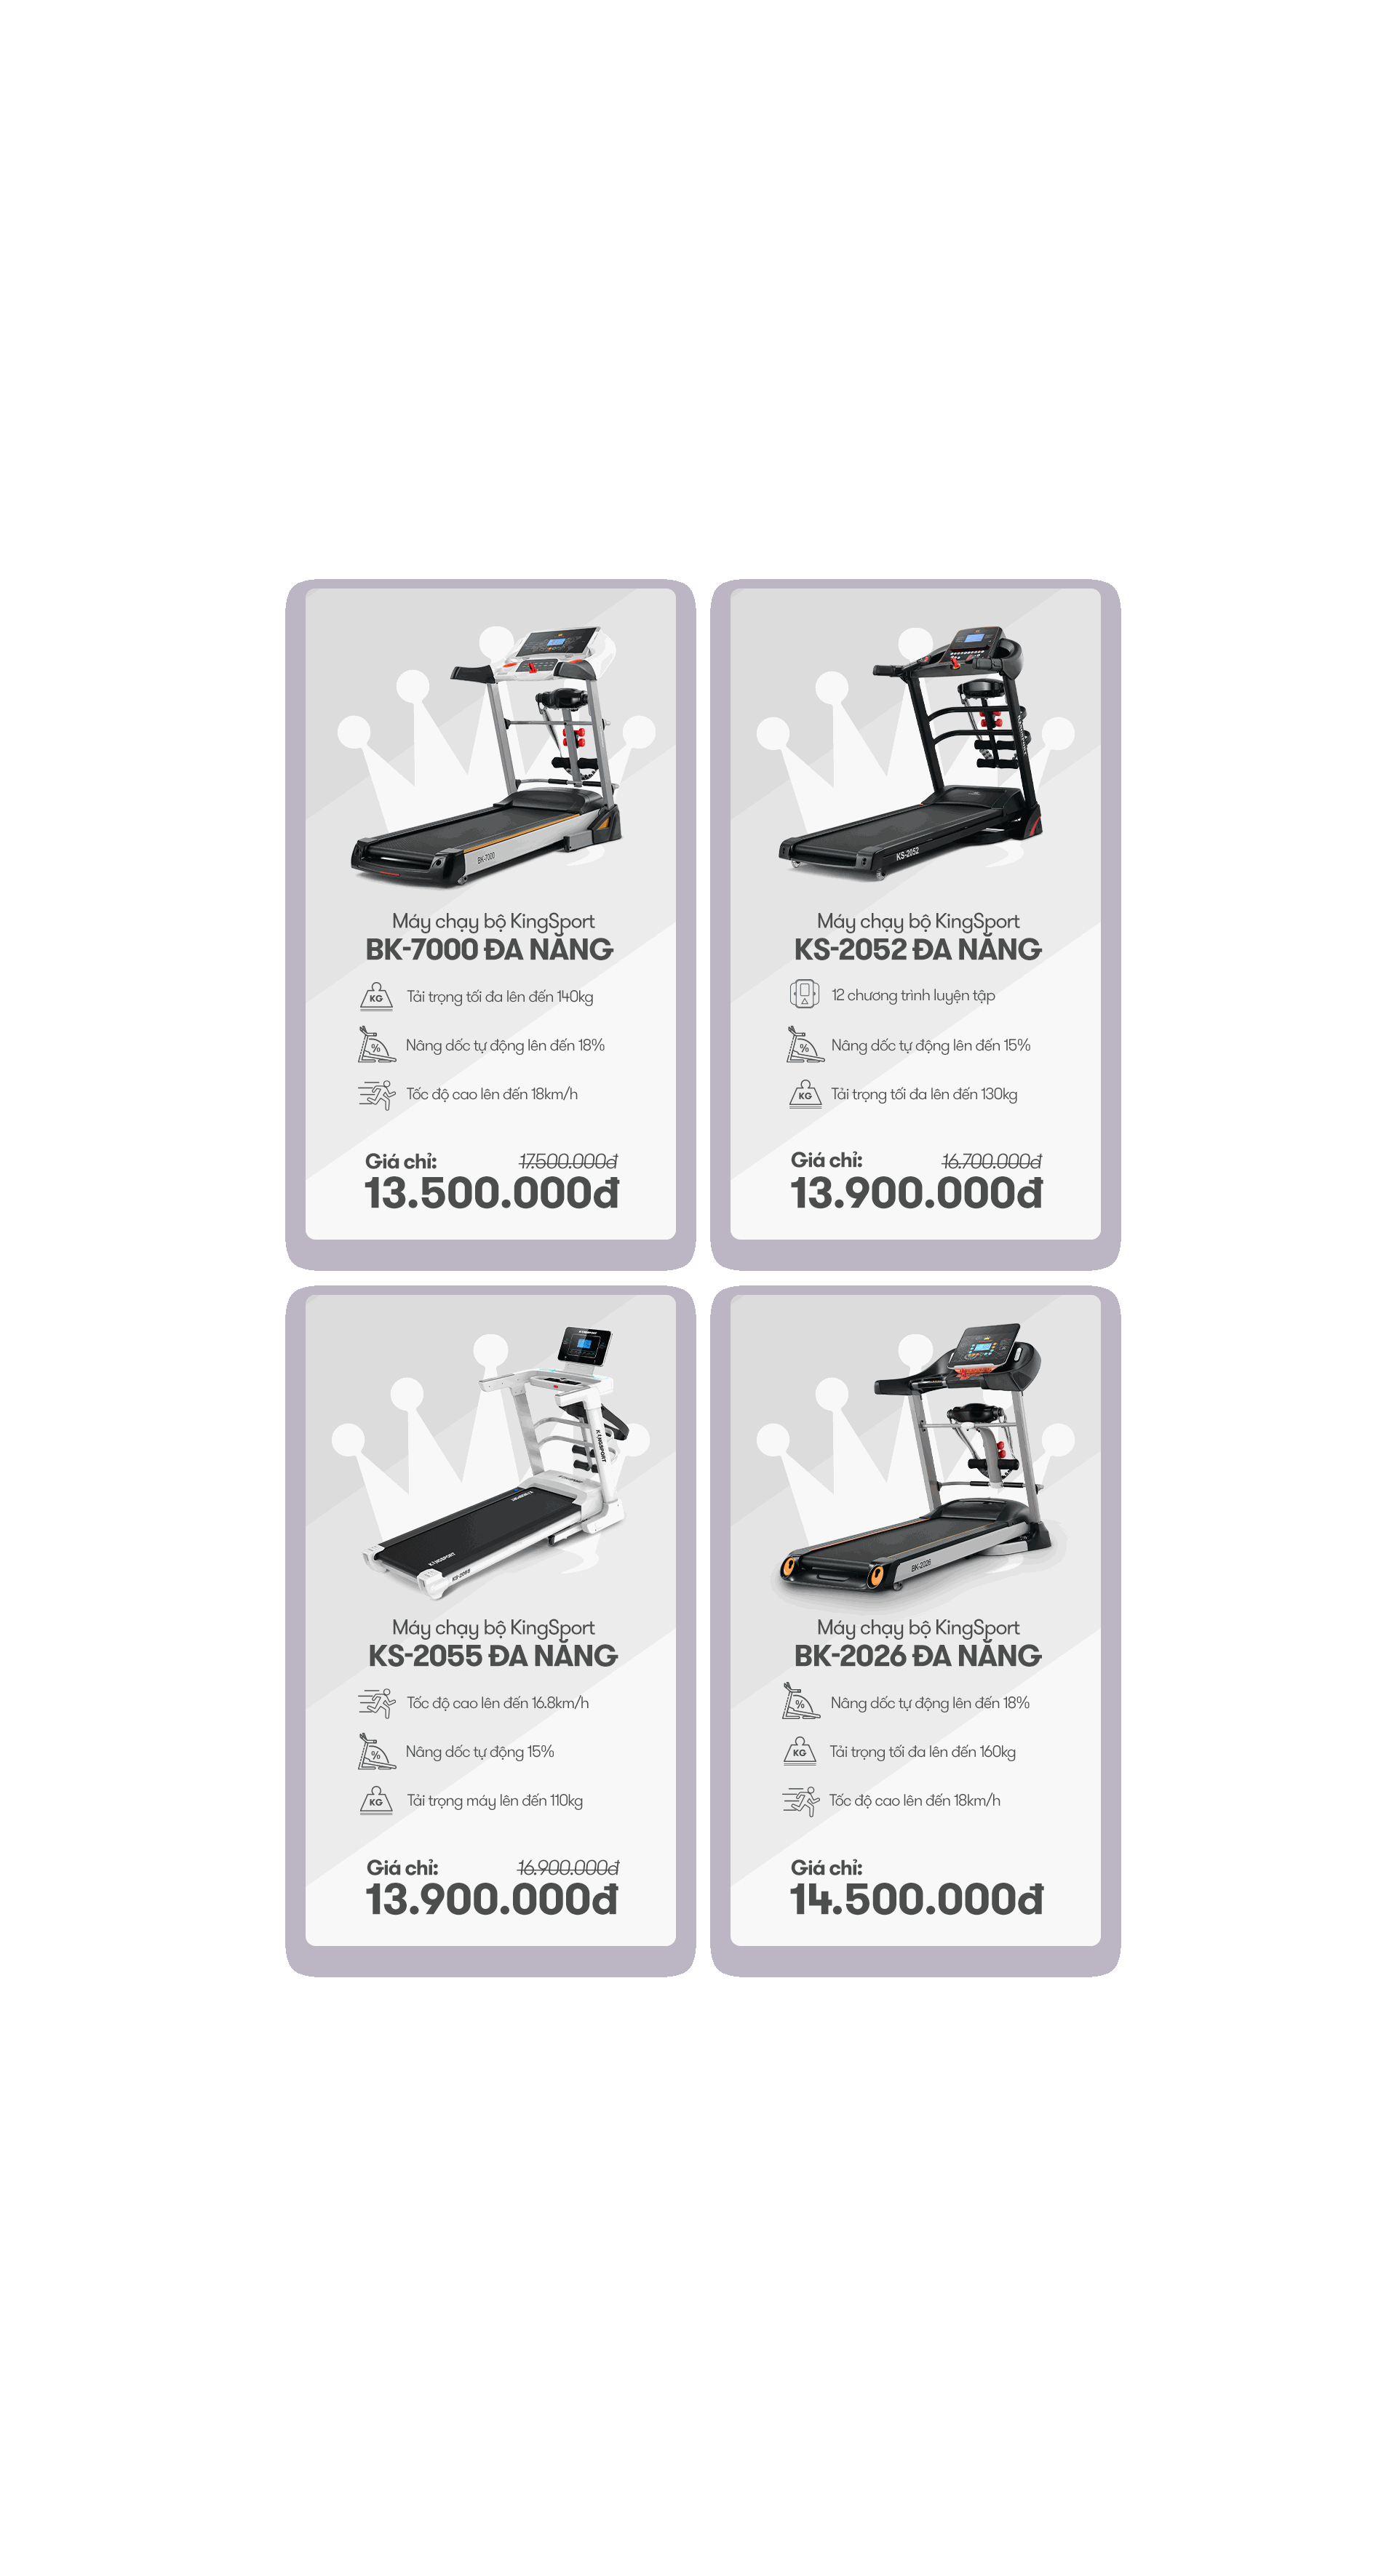 BK-7000
Máy chạy bộ KingSport
BK-7000 ĐA NĂNG
KG Tải trọng tối đa lên đến 140kg
% Nâng dốc tự động lên đến 18%
Tốc độ cao lên đến 18km/h
Giá chỉ: 17.500.000đ
13.500.000đ
KS-2052
Máy chạy bộ KingSport
KS-2052 ĐA NĂNG
12 chương trình luyện tập
% Nâng dốc tự động lên đến 15%
KG Tải trọng tối đa lên đến 130kg
Giá chỉ: 16.700.000đ
13.900.000đ
KINGSPORT
KINGSPORT
KINGSPORT
KS-2055
Máy chạy bộ KingSport
KS-2055 ĐA NĂNG
Tốc độ cao lên đến 16.8km/h
% Nâng dốc tự động 15%
KG Tải trọng máy lên đến 110kg
Giá chỉ: 16.900.000đ
13.900.000đ
BK-2026
Máy chạy bộ KingSport
BK-2026 ĐA NĂNG
% Nâng dốc tự động lên đến 18%
KG Tải trọng tối đa lên đến 160kg
Tốc độ cao lên đến 18km/h
Giá chỉ:
14.500.000đ